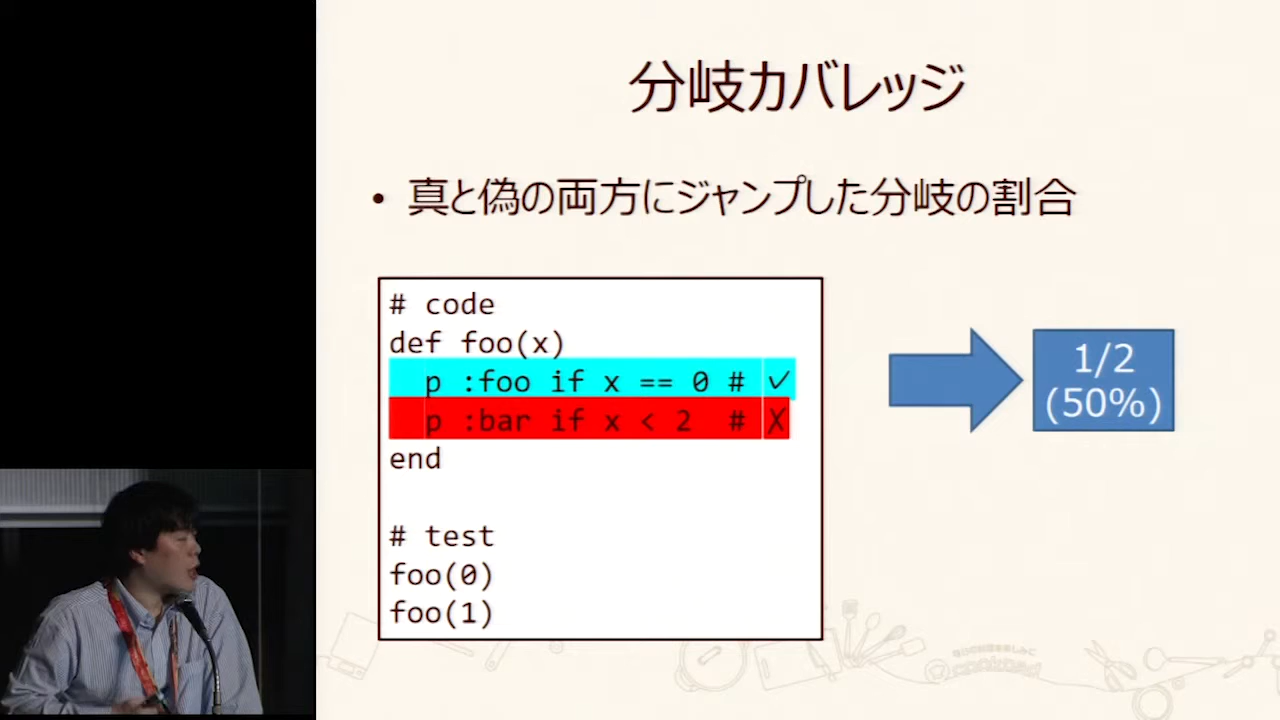 分岐カバレッジ
• 真と偽の両方にジャンプした分岐の割合
# code
def foo(x)
p :foo if x == 0 # ✓
p :bar if x < 2 # ╳
end
# test
foo(0)
foo(1)
1/2
(50%)
cookpad